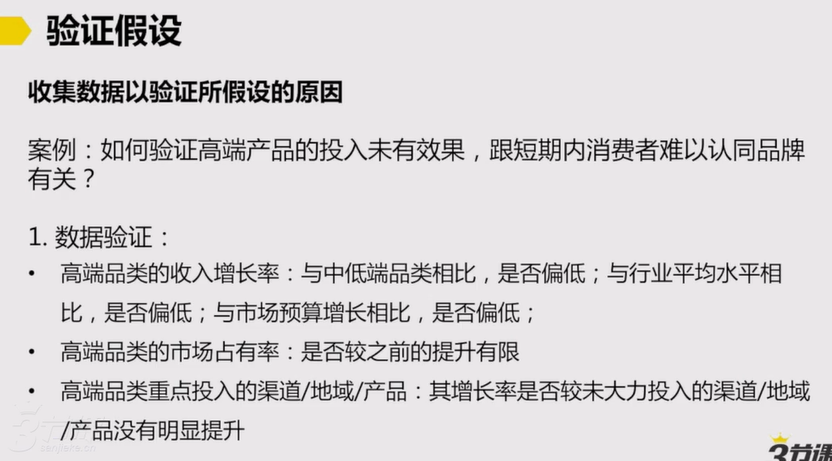 验证假设
收集数据以验证所假设的原因
案例：如何验证高端产品的投入未有效果，跟短期内消费者难以认同品牌
有关？
1. 数据验证：
• 高端品类的收入增长率：与中低端品类相比，是否偏低；与行业平均水平相
比，是否偏低；与市场预算增长相比，是否偏低；
• 高端品类的市场占有率：是否较之前的提升有限
• 高端品类重点投入的渠道/地域/产品：其增长率是否较未大力投入的渠道/地域
/产品没有明显提升
3节课